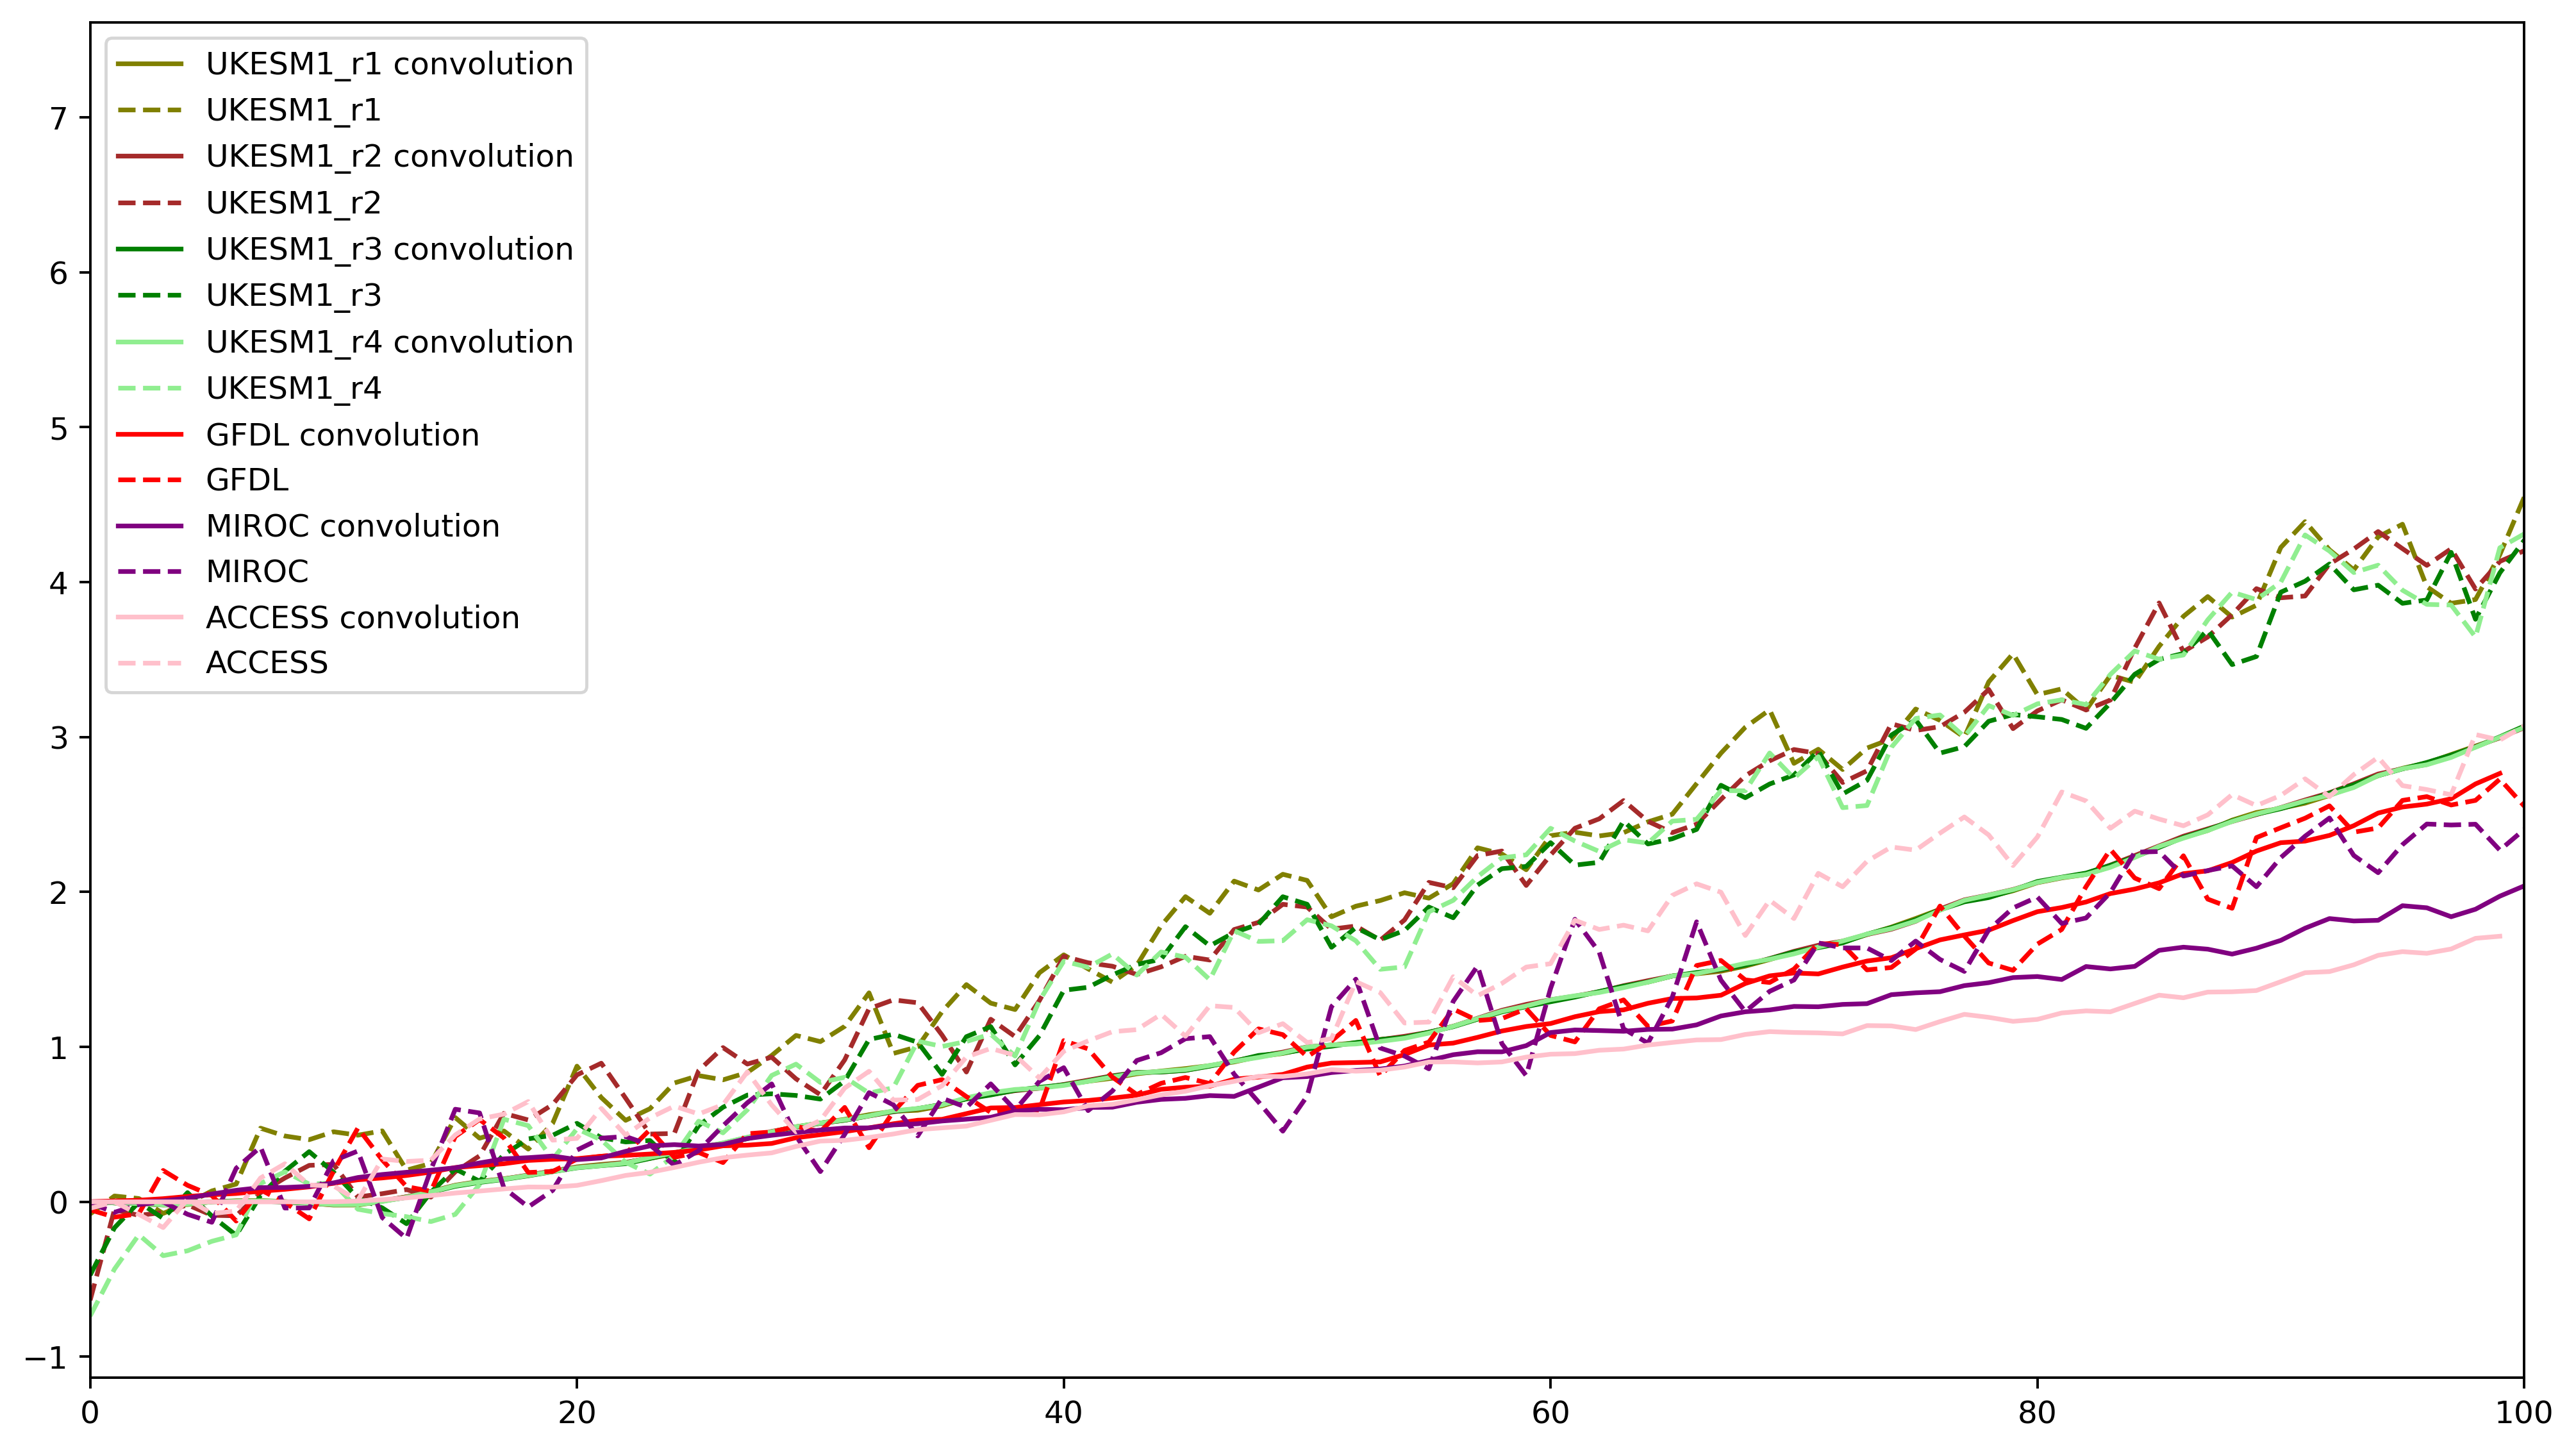 7
6
5
4
3
2
1
0
−1
0
20
40
60
80
100
UKESM1_r1 convolution
UKESM1_r1
UKESM1_r2 convolution
UKESM1_r2
UKESM1_r3 convolution
UKESM1_r3
UKESM1_r4 convolution
UKESM1_r4
GFDL convolution
GFDL
MIROC convolution
MIROC
ACCESS convolution
ACCESS